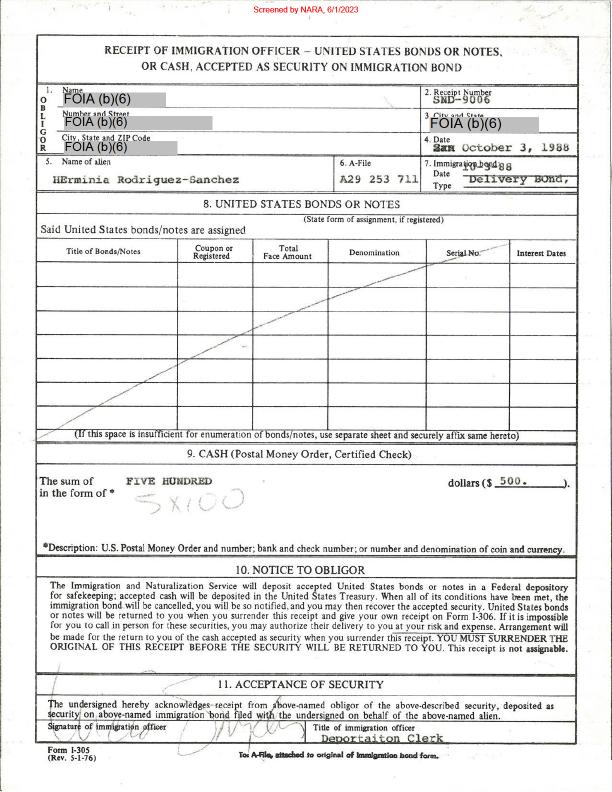 Screened by NARA, 6/1/2023
RECEIPT OF IMMIGRATION OFFICER – UNITED STATES BONDS OR NOTES,
OR CASH, ACCEPTED AS SECURITY ON IMMIGRATION BOND
OBLIGOR
1. Name
FOIA (b)(6)
Number and Street
FOIA (b)(6)
City, State and ZIP Code
FOIA (b)(6)
2. Receipt Number
SND-9006
3. City and State
FOIA (b)(6)
4. Date
October 3, 1988
5. Name of alien
HErminia Rodriguez-Sanchez
6. A-File
A29 253 711
7. Immigration bond:
Date 10-3-88
Type Delivery Bond,
8. UNITED STATES BONDS OR NOTES
(State form of assignment, if registered)
Said United States bonds/notes are assigned
Title of Bonds/Notes Coupon or Registered Total Face Amount Denomination Serial No. Interest Dates
(If this space is insufficient for enumeration of bonds/notes, use separate sheet and securely affix same hereto)
9. CASH (Postal Money Order, Certified Check)
The sum of FIVE HUNDRED dollars ($ 500. ).
in the form of *
5X100
*Description: U.S. Postal Money Order and number; bank and check number; or number and denomination of coin and currency.
10. NOTICE TO OBLIGOR
The Immigration and Naturalization Service will deposit accepted United States bonds or notes in a Federal depository
for safekeeping; accepted cash will be deposited in the United States Treasury. When all of its conditions have been met, the
immigration bond will be cancelled, you will be so notified, and you may then recover the accepted security. United States bonds
or notes will be returned to you when you surrender this receipt and give your own receipt on Form I-306. If it is impossible
for you to call in person for these securities, you may authorize their delivery to you at your risk and expense. Arrangement will
be made for the return to you of the cash accepted as security when you surrender this receipt. YOU MUST SURRENDER THE
ORIGINAL OF THIS RECEIPT BEFORE THE SECURITY WILL BE RETURNED TO YOU. This receipt is not assignable.
11. ACCEPTANCE OF SECURITY
The undersigned hereby acknowledges receipt from above-named obligor of the above-described security, deposited as
security on above-named immigration bond filed with the undersigned on behalf of the above-named alien.
Signature of immigration officer
Title of immigration officer
Deportaiton Clerk
Form I-305
(Rev. 5-1-76)
To: A-File, attached to original of immigration bond form.